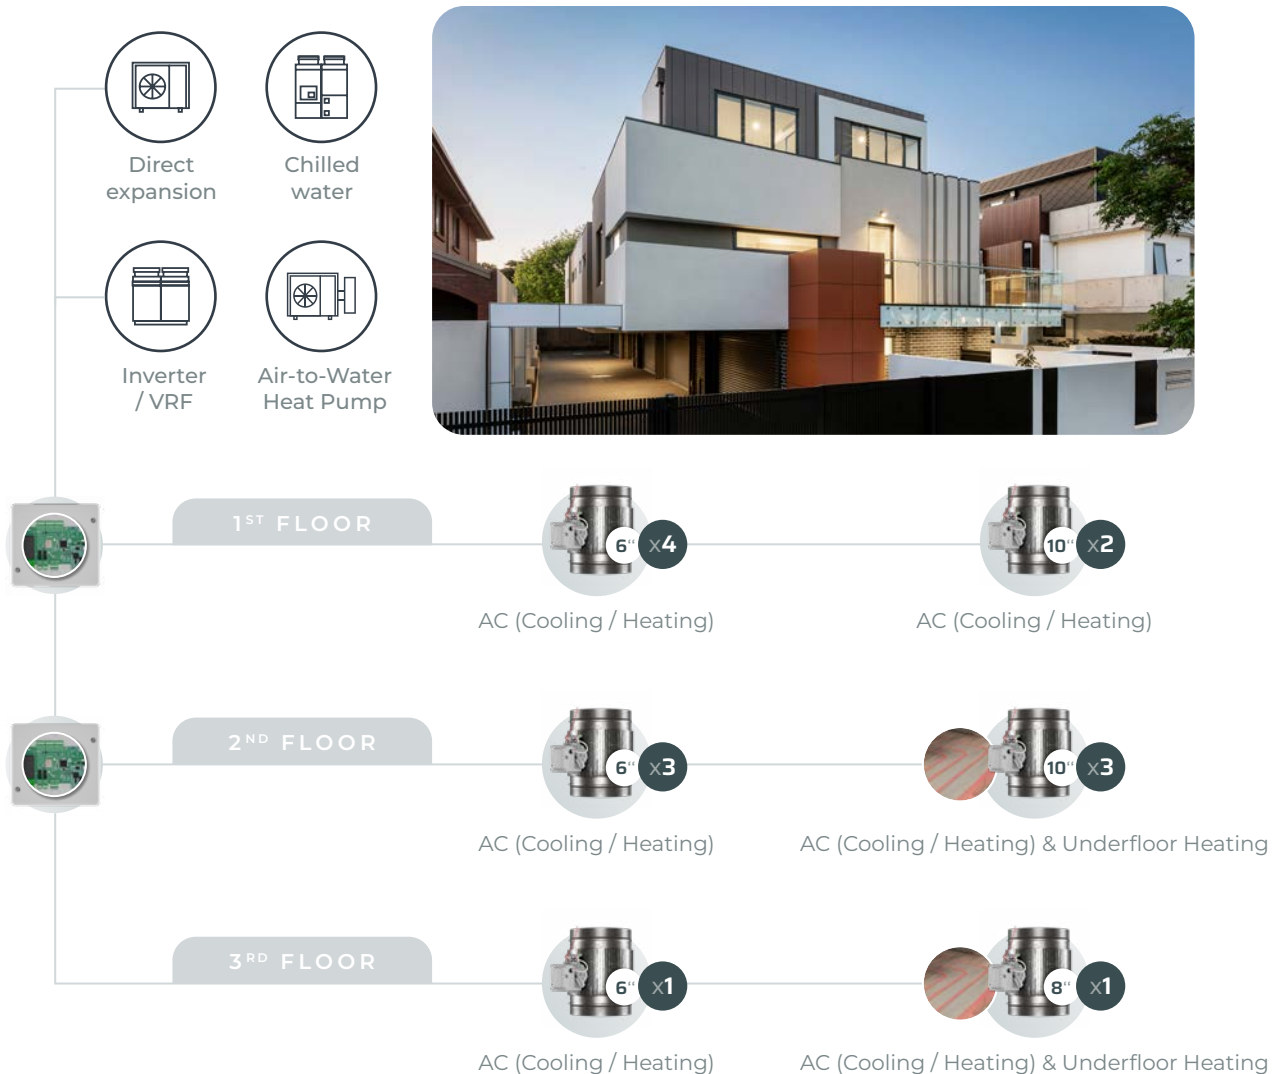 Direct
expansion
Chilled
water
Inverter
/ VRF
Air-to-Water
Heat Pump
1ST FLOOR
6“ x4
10“ x2
AC (Cooling / Heating)
AC (Cooling / Heating)
2ND FLOOR
6“ x3
10“ x3
AC (Cooling / Heating)
AC (Cooling / Heating) & Underfloor Heating
3RD FLOOR
6“ x1
8“ x1
AC (Cooling / Heating)
AC (Cooling / Heating) & Underfloor Heating